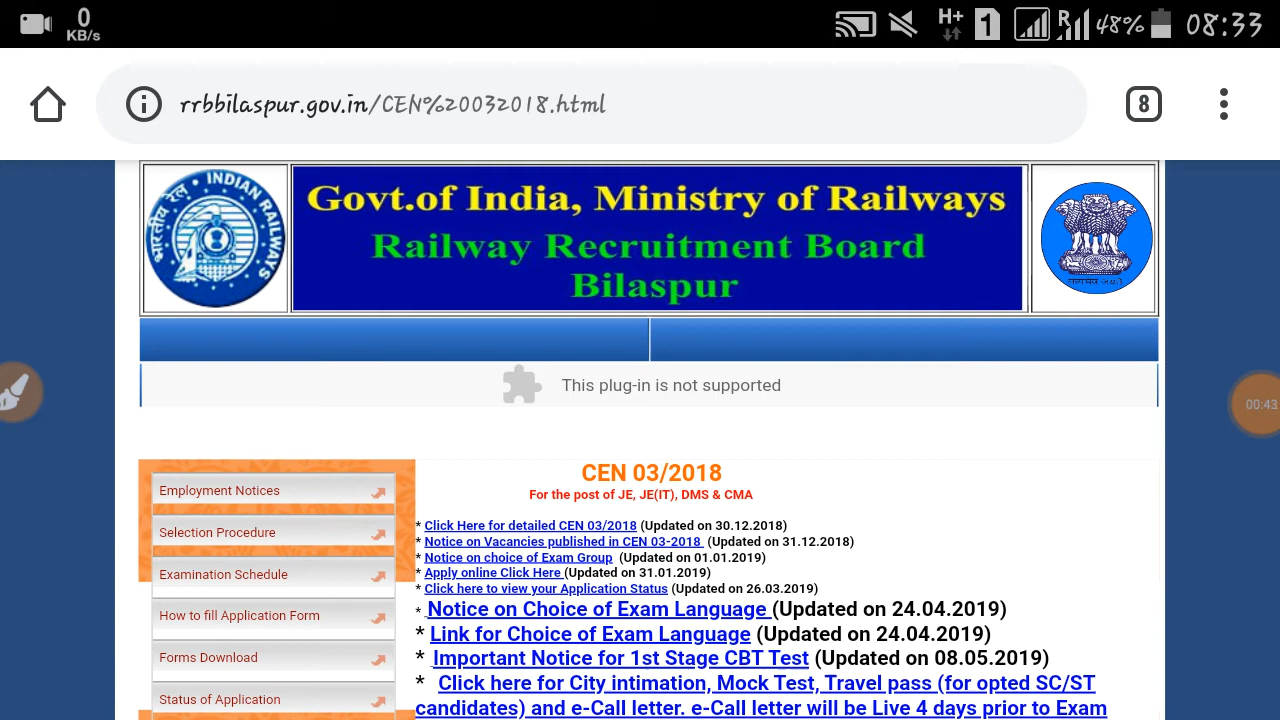 0
KB/s
H+
1
R
48%
08:33
rrbbilaspur.gov.in/CEN%20032018.html
8
INDIAN RAILWAYS
भारतीय रेल
Govt.of India, Ministry of Railways
Railway Recruitment Board
Bilaspur
सत्यमेव जयते
This plug-in is not supported
00:43
Employment Notices
Selection Procedure
Examination Schedule
How to fill Application Form
Forms Download
Status of Application
CEN 03/2018
For the post of JE, JE(IT), DMS & CMA
* Click Here for detailed CEN 03/2018 (Updated on 30.12.2018)
* Notice on Vacancies published in CEN 03-2018 (Updated on 31.12.2018)
* Notice on choice of Exam Group (Updated on 01.01.2019)
* Apply online Click Here (Updated on 31.01.2019)
* Click here to view your Application Status (Updated on 26.03.2019)
* Notice on Choice of Exam Language (Updated on 24.04.2019)
* Link for Choice of Exam Language (Updated on 24.04.2019)
* Important Notice for 1st Stage CBT Test (Updated on 08.05.2019)
* Click here for City intimation, Mock Test, Travel pass (for opted SC/ST
candidates) and e-Call letter. e-Call letter will be Live 4 days prior to Exam